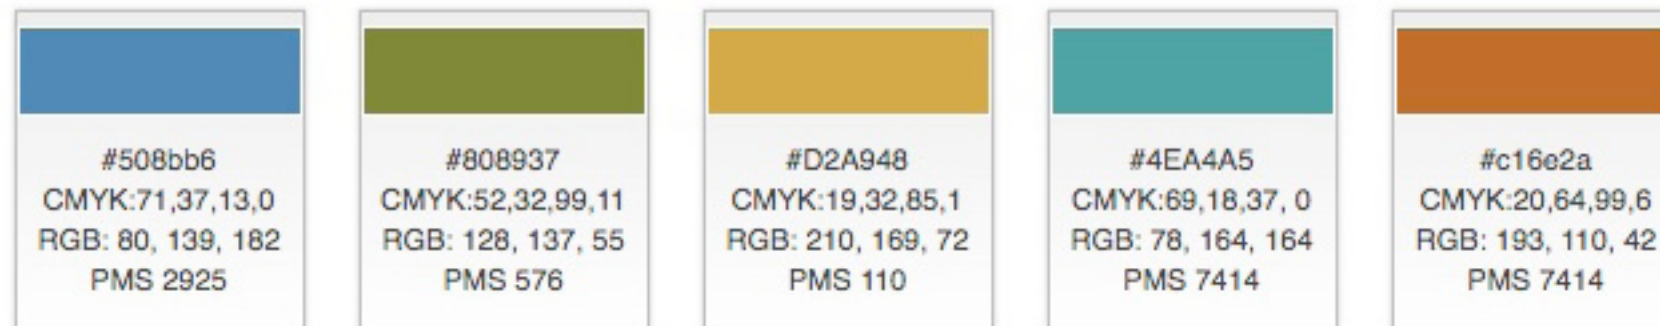 #508bb6
CMYK:71,37,13,0
RGB: 80, 139, 182
PMS 2925
#808937
CMYK:52,32,99,11
RGB: 128, 137, 55
PMS 576
#D2A948
CMYK:19,32,85,1
RGB: 210, 169, 72
PMS 110
#4EA4A5
CMYK:69,18,37, 0
RGB: 78, 164, 164
PMS 7414
#c16e2a
CMYK:20,64,99,6
RGB: 193, 110, 42
PMS 7414